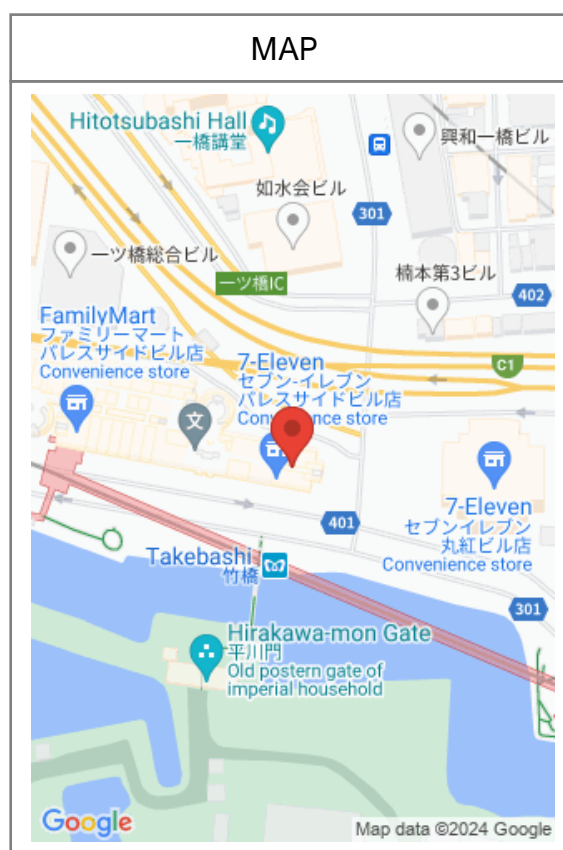 MAP
Hitotsubashi Hall
一橋講堂
興和一橋ビル
如水会ビル
301
一ツ橋総合ビル
楠本第3ビル
一ツ橋IC
402
FamilyMart
ファミリーマート
パレスサイドビル店
Convenience store
7-Eleven
セブン-イレブン
パレスサイドビル店
C1
文
7-Eleven
セブンイレブン
丸紅ビル店
Convenience store
401
Takebashi
竹橋
301
Hirakawa-mon Gate
平川門
Old postern gate of
imperial household
Google
Map data ©2024 Google